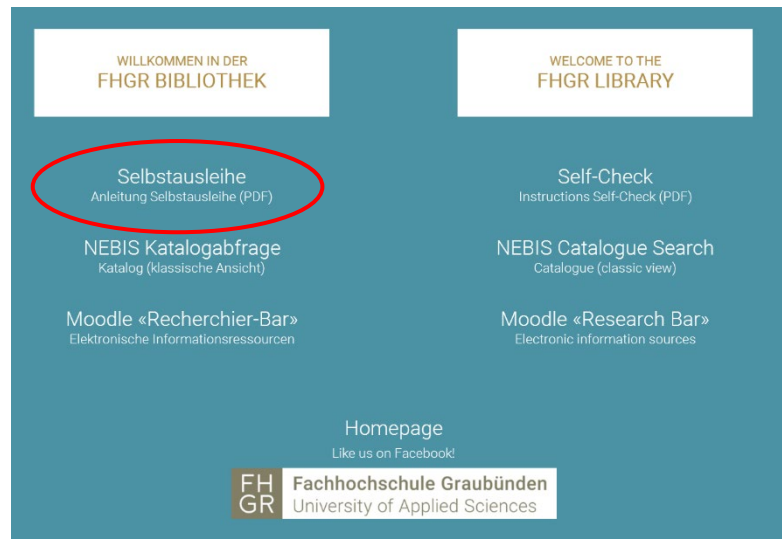 WILLKOMMEN IN DER
FHGR BIBLIOTHEK
Selbstausleihe
Anleitung Selbstausleihe (PDF)
NEBIS Katalogabfrage
Katalog (klassische Ansicht)
Moodle «Recherchier-Bar»
Elektronische Informationsressourcen
WELCOME TO THE
FHGR LIBRARY
Self-Check
Instructions Self-Check (PDF)
NEBIS Catalogue Search
Catalogue (classic view)
Moodle «Research Bar»
Electronic information sources
Homepage
Like us on Facebook!
FH
GR
Fachhochschule Graubünden
University of Applied Sciences